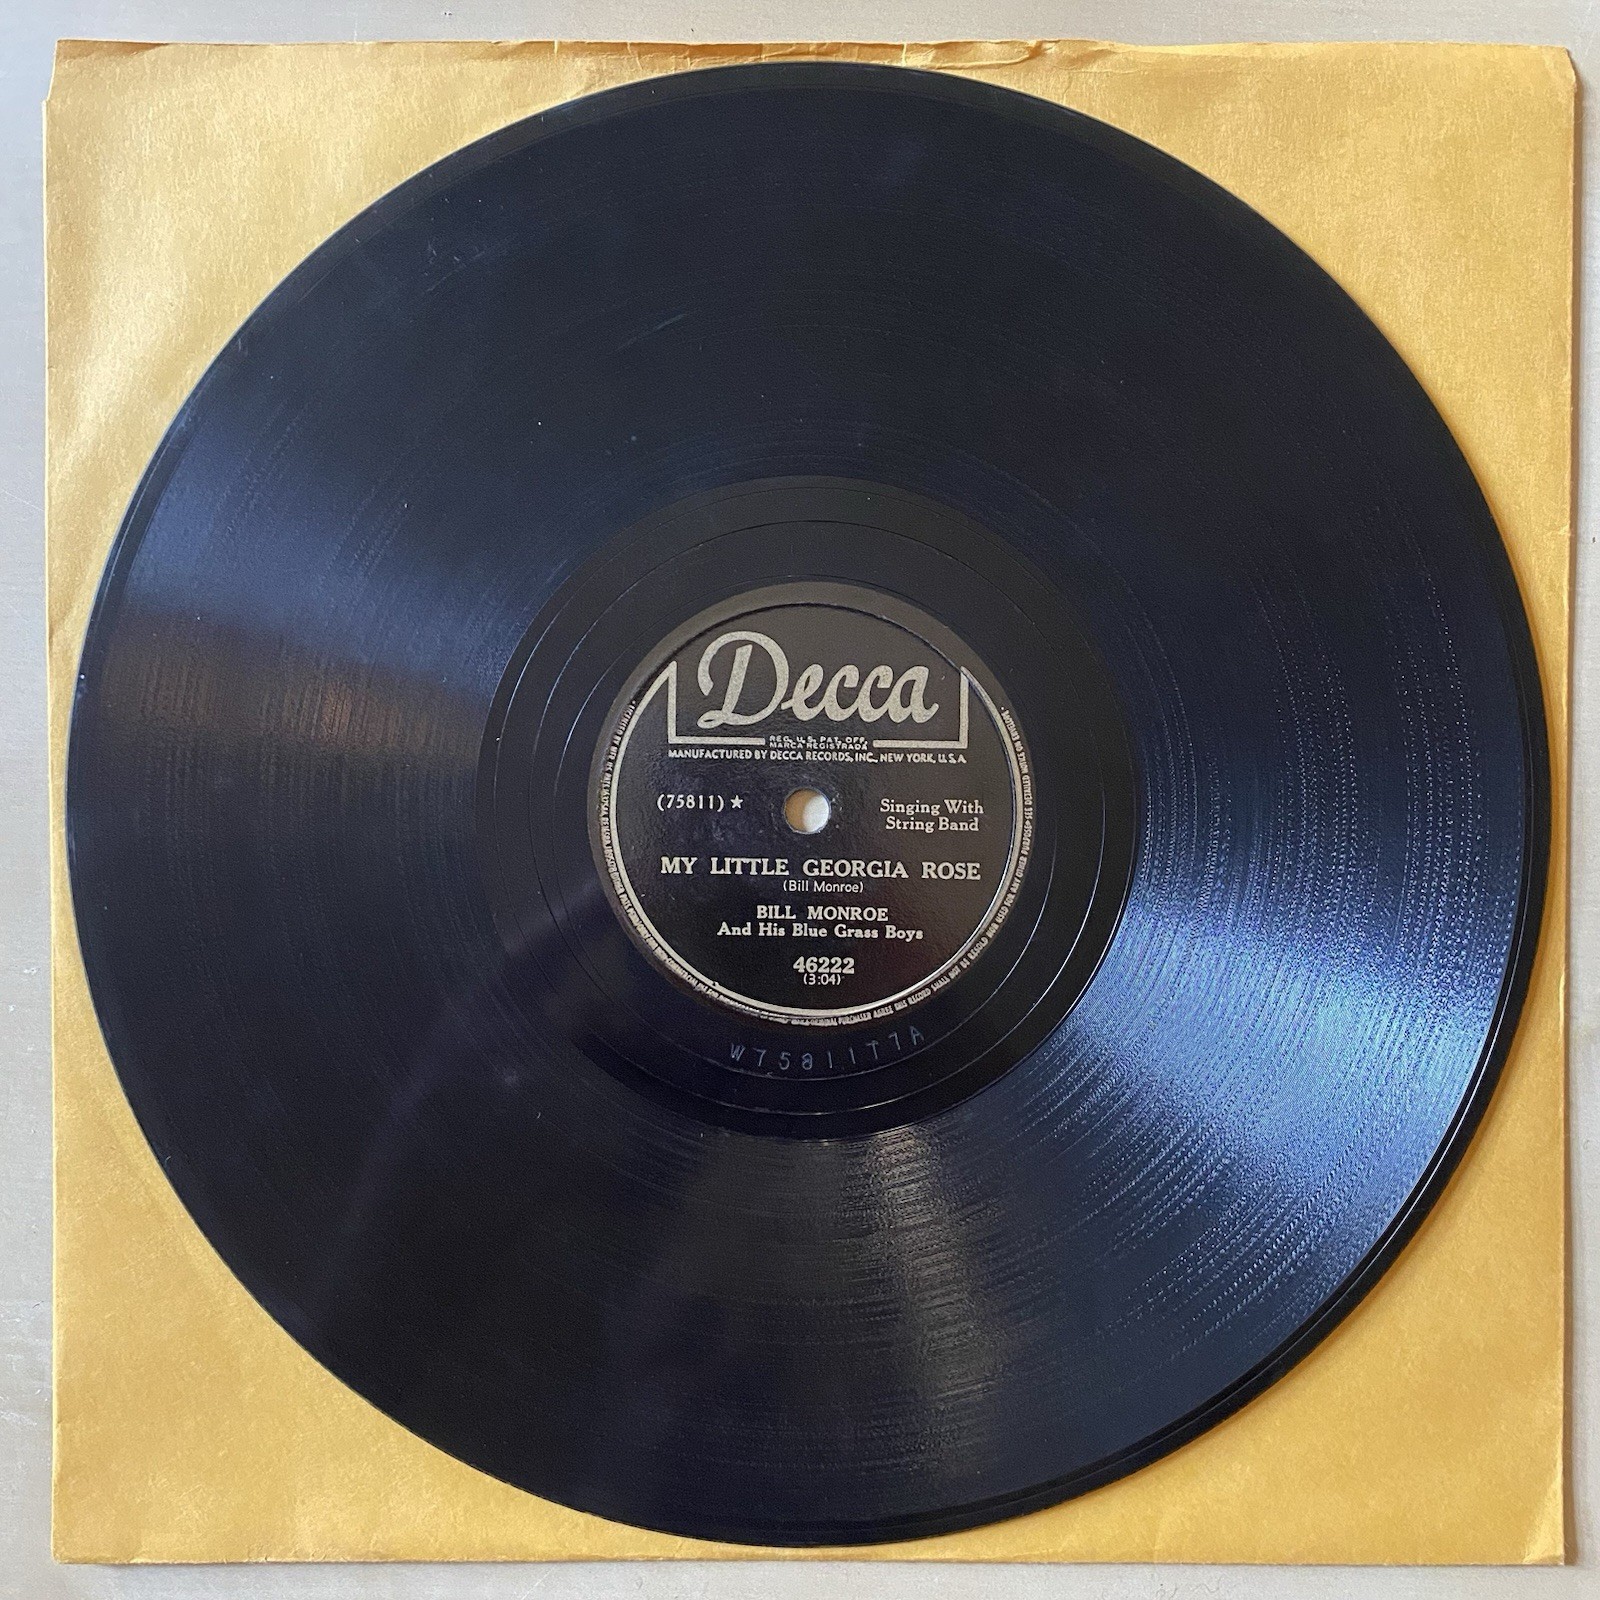 Decca
REG. U.S. PAT. OFF.
MARCA REGISTRADA
MANUFACTURED BY DECCA RECORDS, INC., NEW YORK, U.S.A.
(75811) ★
Singing With
String Band
MY LITTLE GEORGIA ROSE
(Bill Monroe)
BILL MONROE
And His Blue Grass Boys
46222
(3:04)
W75811T7A